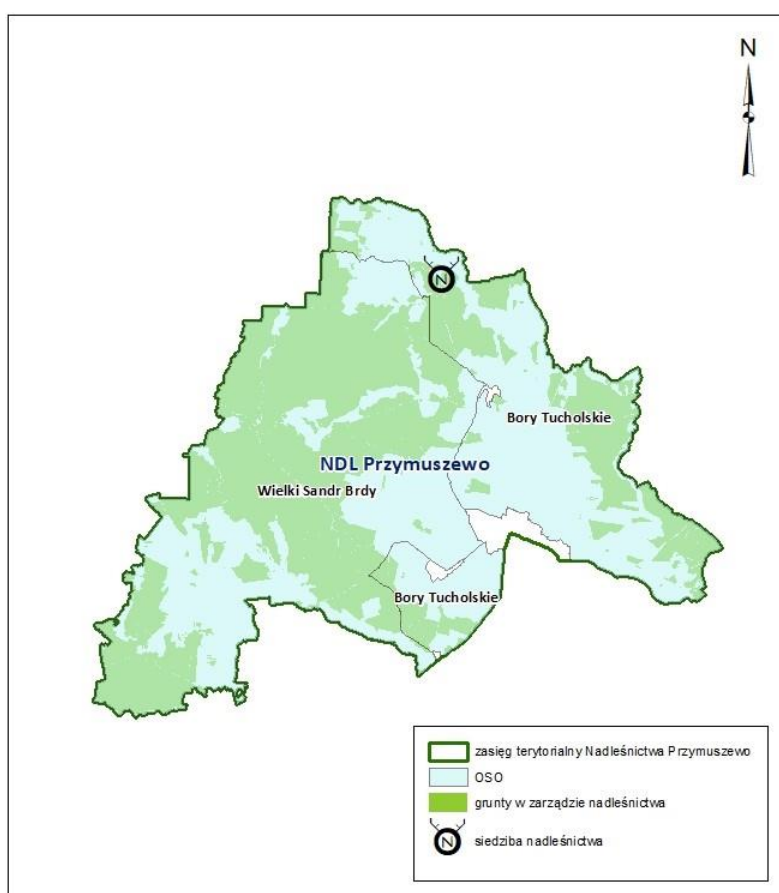 N
N
Bory Tucholskie
NDL Przymuszewo
Wielki Sandr Brdy
Bory Tucholskie
zasięg terytorialny Nadleśnictwa Przymuszewo
OSO
grunty w zarządzie nadleśnictwa
N
siedziba nadleśnictwa